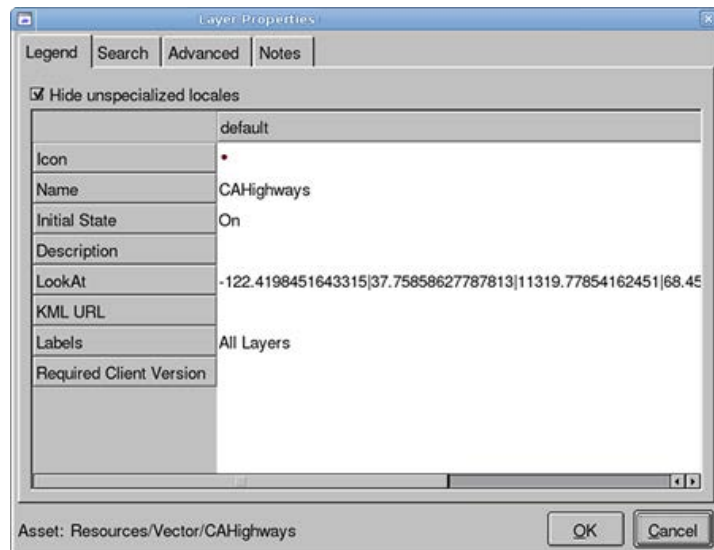 Layer Properties
Legend Search Advanced Notes
Hide unspecialized locales
default
Icon
Name CAHighways
Initial State On
Description
LookAt -122.4198451643315|37.75858627787813|11319.77854162451|68.45
KML URL
Labels All Layers
Required Client Version
Asset: Resources/Vector/CAHighways
OK Cancel